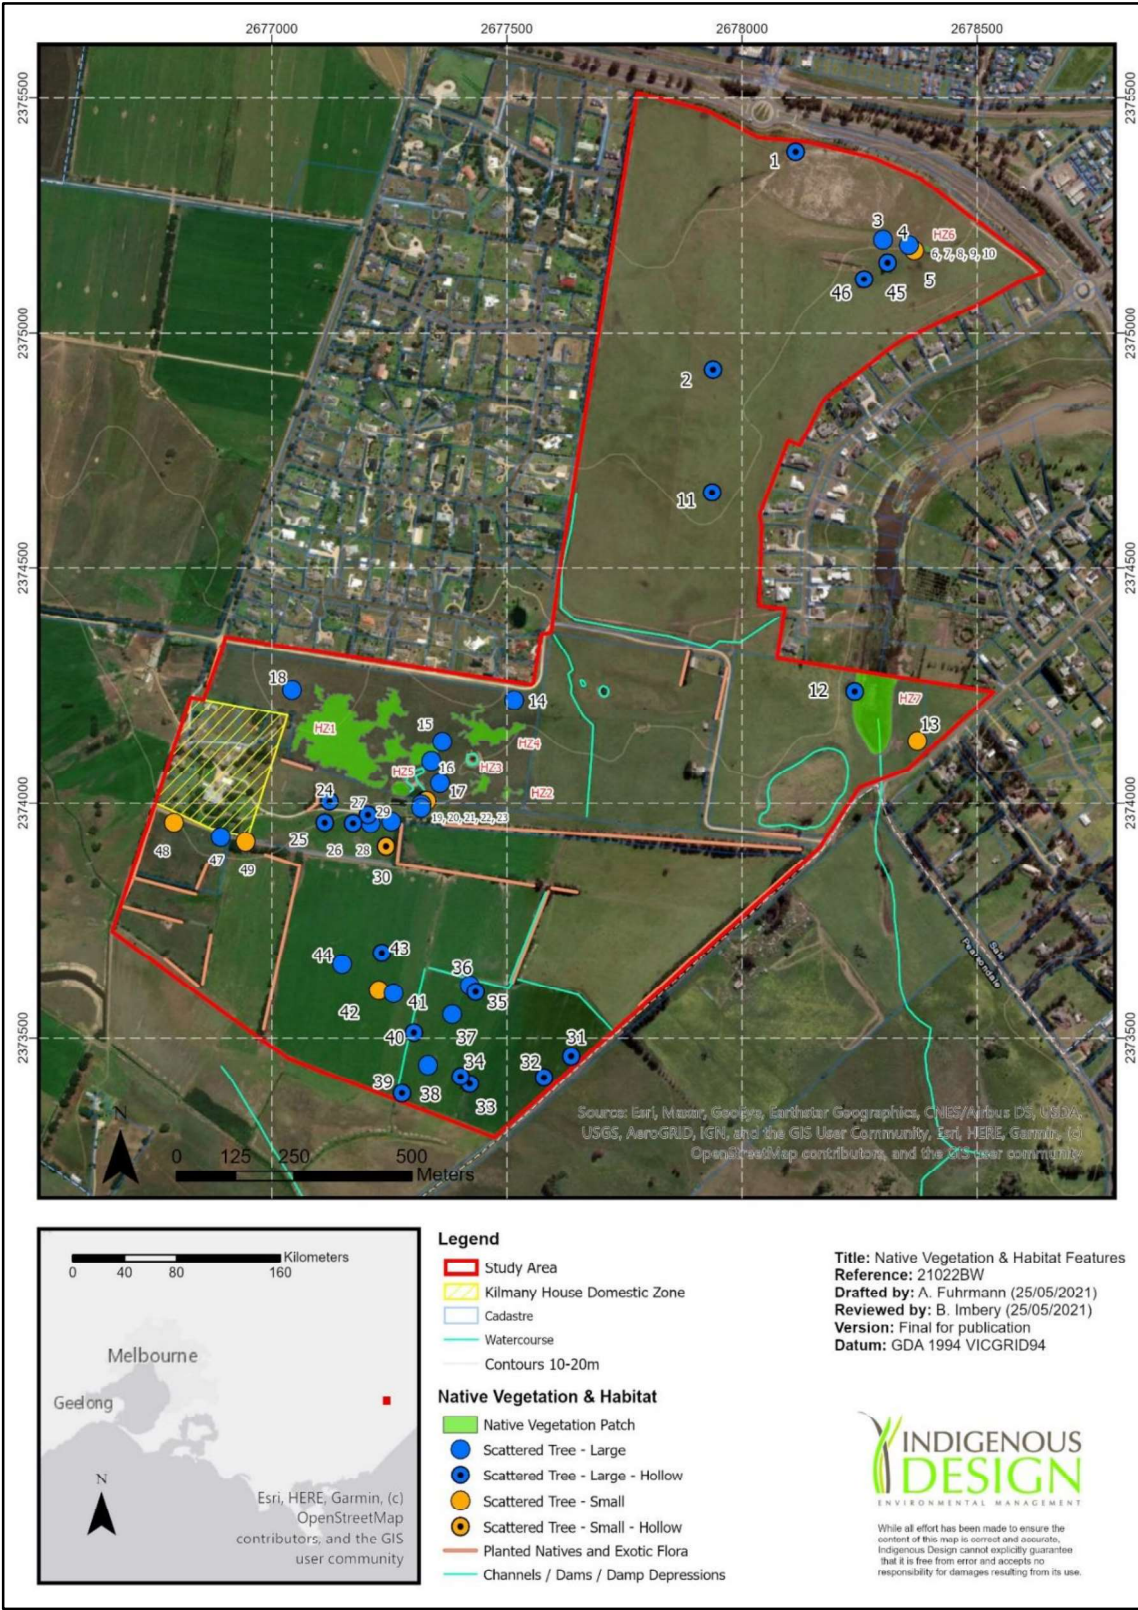 2677000
2677500
2678000
2678500
2375500
2375500
1
3
4
HZ6
6, 7, 8, 9, 10
5
46
45
2375000
2375000
2
11
2374500
2374500
18
14
12
HZ7
13
HZ1
15
HZ4
16
HZ5
HZ3
17
HZ2
2374000
2374000
24
27
29
19, 20, 21, 22, 23
25
26
28
30
48
47
49
44
43
36
35
42
41
40
37
2373500
2373500
31
34
32
39
38
33
Sale
Pearsondale
N
0 125 250 500
Meters
Source: Esri, Maxar, GeoEye, Earthstar Geographics, CNES/Airbus DS, USDA,
USGS, AeroGRID, IGN, and the GIS User Community, Esri, HERE, Garmin, (c)
OpenStreetMap contributors, and the GIS user community
Kilometers
0 40 80 160
Melbourne
Geelong
N
Esri, HERE, Garmin, (c)
OpenStreetMap
contributors, and the GIS
user community
Legend
Study Area
Kilmany House Domestic Zone
Cadastre
Watercourse
Contours 10-20m
Native Vegetation & Habitat
Native Vegetation Patch
Scattered Tree - Large
Scattered Tree - Large - Hollow
Scattered Tree - Small
Scattered Tree - Small - Hollow
Planted Natives and Exotic Flora
Channels / Dams / Damp Depressions
Title: Native Vegetation & Habitat Features
Reference: 21022BW
Drafted by: A. Fuhrmann (25/05/2021)
Reviewed by: B. Imbery (25/05/2021)
Version: Final for publication
Datum: GDA 1994 VICGRID94
INDIGENOUS
DESIGN
ENVIRONMENTAL MANAGEMENT
While all effort has been made to ensure the
content of this map is correct and accurate,
Indigenous Design cannot explicitly guarantee
that it is free from error and accepts no
responsibility for damages resulting from its use.